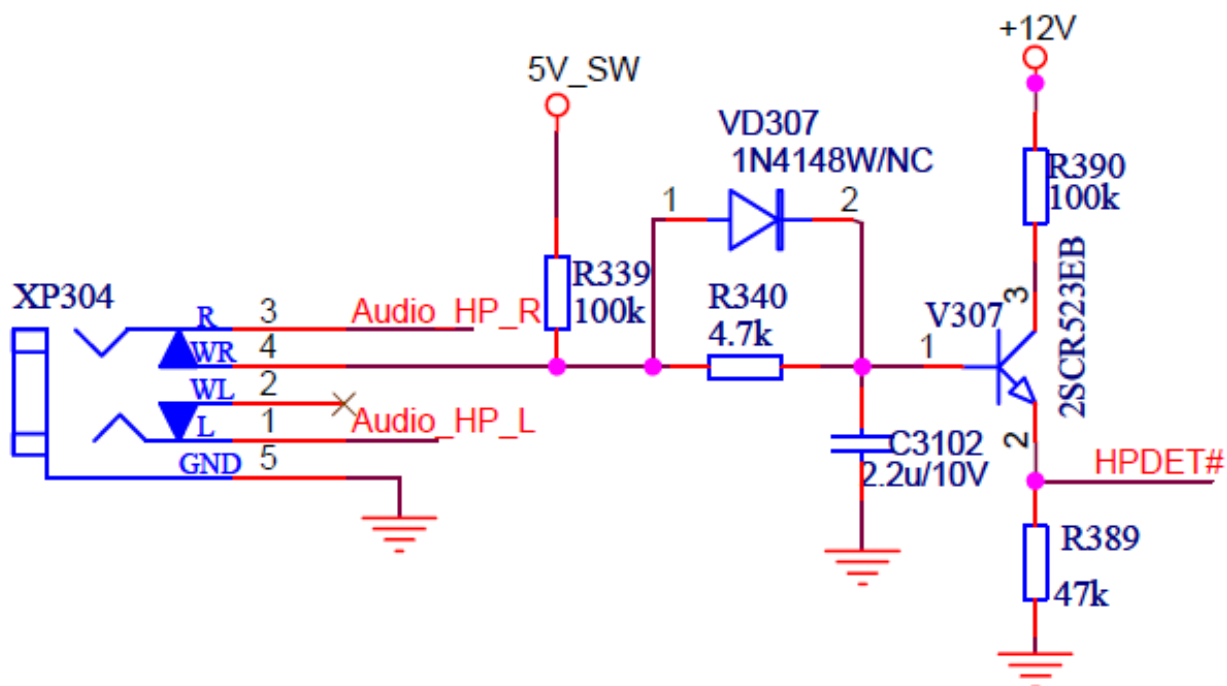 +12V
5V_SW
VD307
1N4148W/NC
1
2
R390
100k
XP304
R
3
Audio_HP_R
R339
100k
R340
4.7k
V307
3
2SCR523EB
WR
4
1
WL
2
L
1
Audio_HP_L
GND
5
C3102
2.2u/10V
2
HPDET#
R389
47k